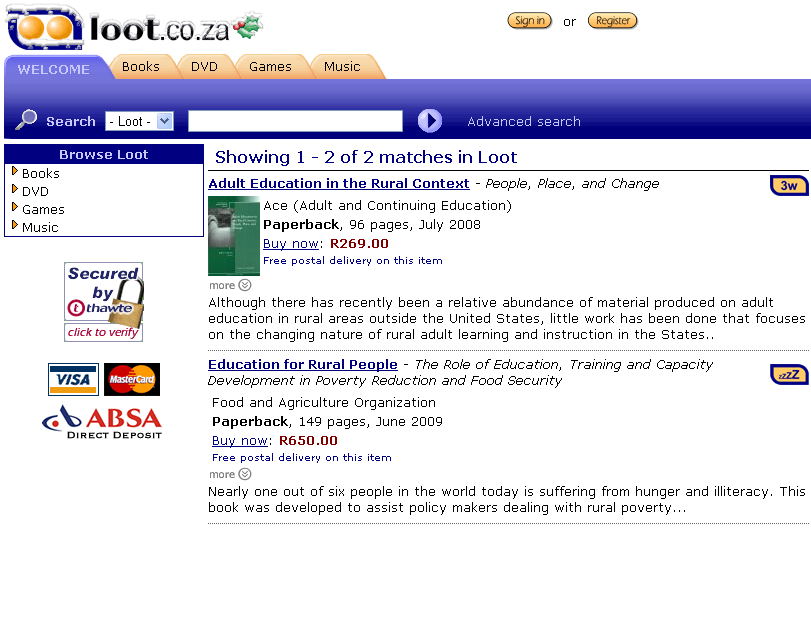 loot.co.za
Sign in or Register
WELCOME Books DVD Games Music
Search - Loot - Advanced search
Browse Loot
Books
DVD
Games
Music
Secured
by
thawte
click to verify
VISA MasterCard
ABSA
DIRECT DEPOSIT
Showing 1 - 2 of 2 matches in Loot
Adult Education in the Rural Context - People, Place, and Change
3w
Ace (Adult and Continuing Education)
Paperback, 96 pages, July 2008
Buy now: R269.00
Free postal delivery on this item
more
Although there has recently been a relative abundance of material produced on adult
education in rural areas outside the United States, little work has been done that focuses
on the changing nature of rural adult learning and instruction in the States..
Education for Rural People - The Role of Education, Training and Capacity
Development in Poverty Reduction and Food Security
zzzZ
Food and Agriculture Organization
Paperback, 149 pages, June 2009
Buy now: R650.00
Free postal delivery on this item
more
Nearly one out of six people in the world today is suffering from hunger and illiteracy. This
book was developed to assist policy makers dealing with rural poverty...